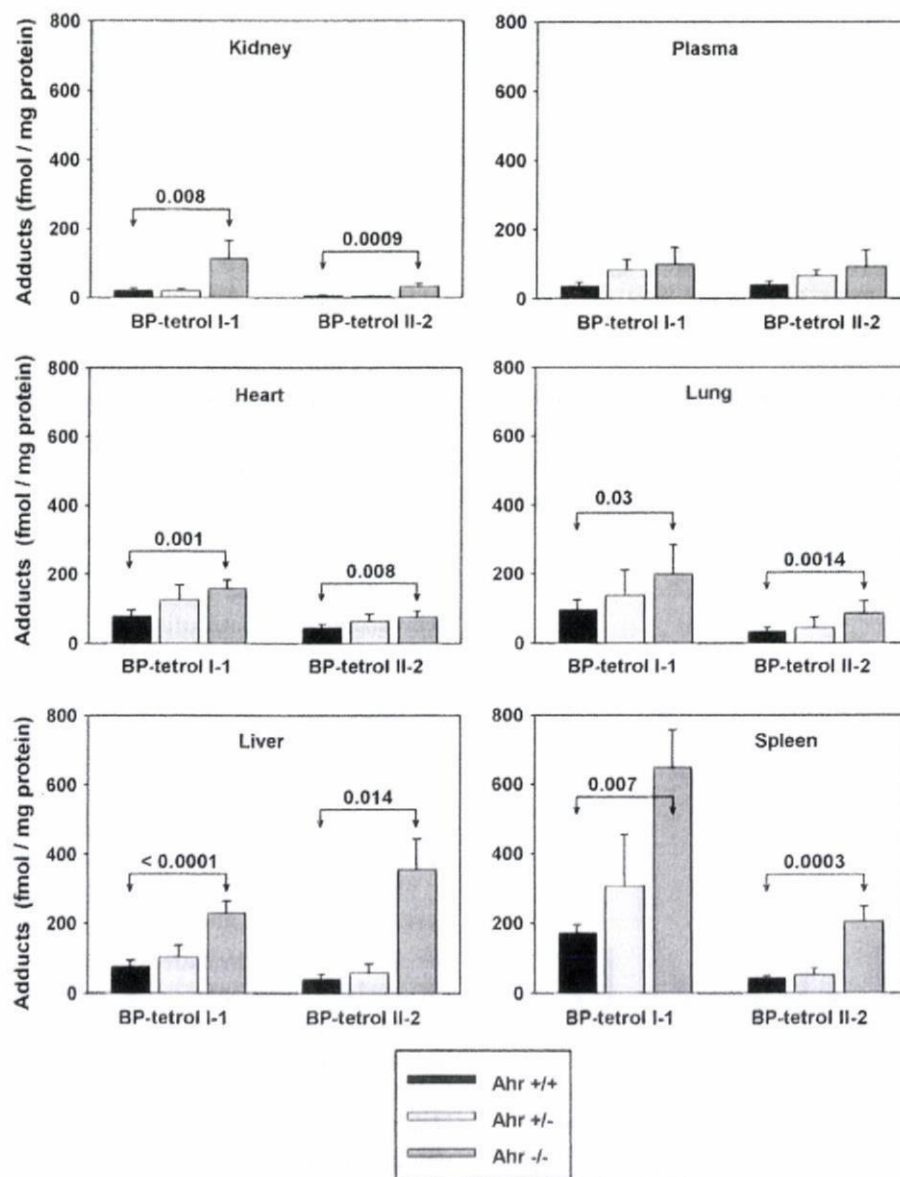 Adducts (fmol / mg protein)
800
600
400
200
0
Kidney
0.008
0.0009
BP-tetrol I-1
BP-tetrol II-2
800
600
400
200
0
Plasma
BP-tetrol I-1
BP-tetrol II-2
Adducts (fmol / mg protein)
800
600
400
200
0
Heart
0.001
0.008
BP-tetrol I-1
BP-tetrol II-2
800
600
400
200
0
Lung
0.03
0.0014
BP-tetrol I-1
BP-tetrol II-2
Adducts (fmol / mg protein)
800
600
400
200
0
Liver
< 0.0001
0.014
BP-tetrol I-1
BP-tetrol II-2
800
600
400
200
0
Spleen
0.007
0.0003
BP-tetrol I-1
BP-tetrol II-2
Ahr +/+
Ahr +/-
Ahr -/-